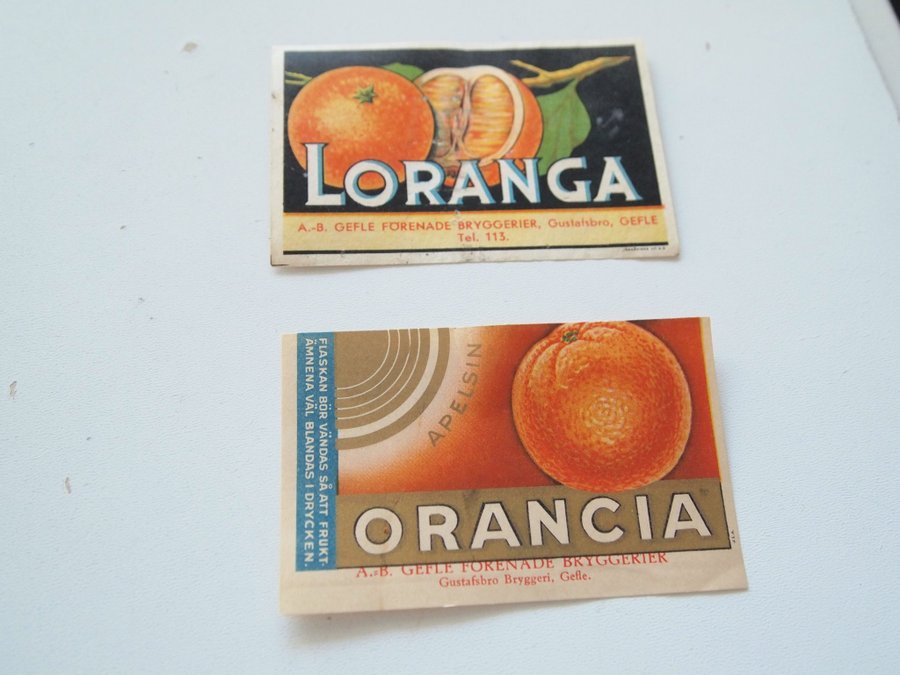 LORANGA
A.-B. GEFLE FÖRENADE BRYGGERIER, Gustafsbro, GEFLE
Tel. 113.
FLASKAN BÖR VÄNDAS SÅ ATT FRUKT-
ÄMNENA VÄL BLANDAS I DRYCKEN.
APELSIN
ORANCIA
A.-B. GEFLE FÖRENADE BRYGGERIER
Gustafsbro Bryggeri, Gefle.